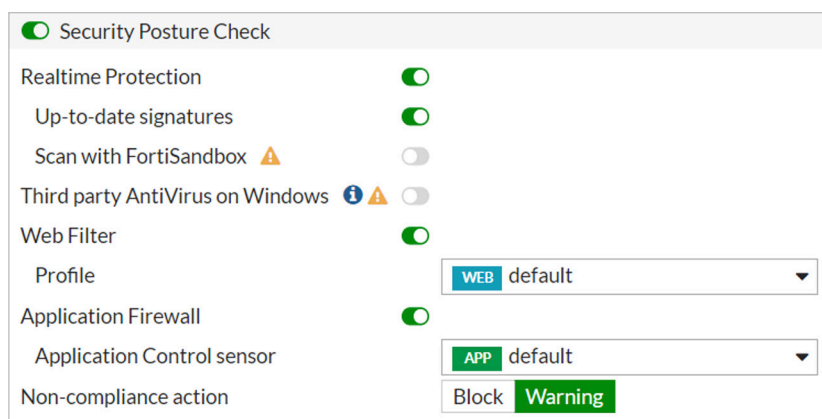 Security Posture Check
Realtime Protection
Up-to-date signatures
Scan with FortiSandbox
Third party AntiVirus on Windows
Web Filter
Profile WEB default
Application Firewall
Application Control sensor APP default
Non-compliance action Block Warning